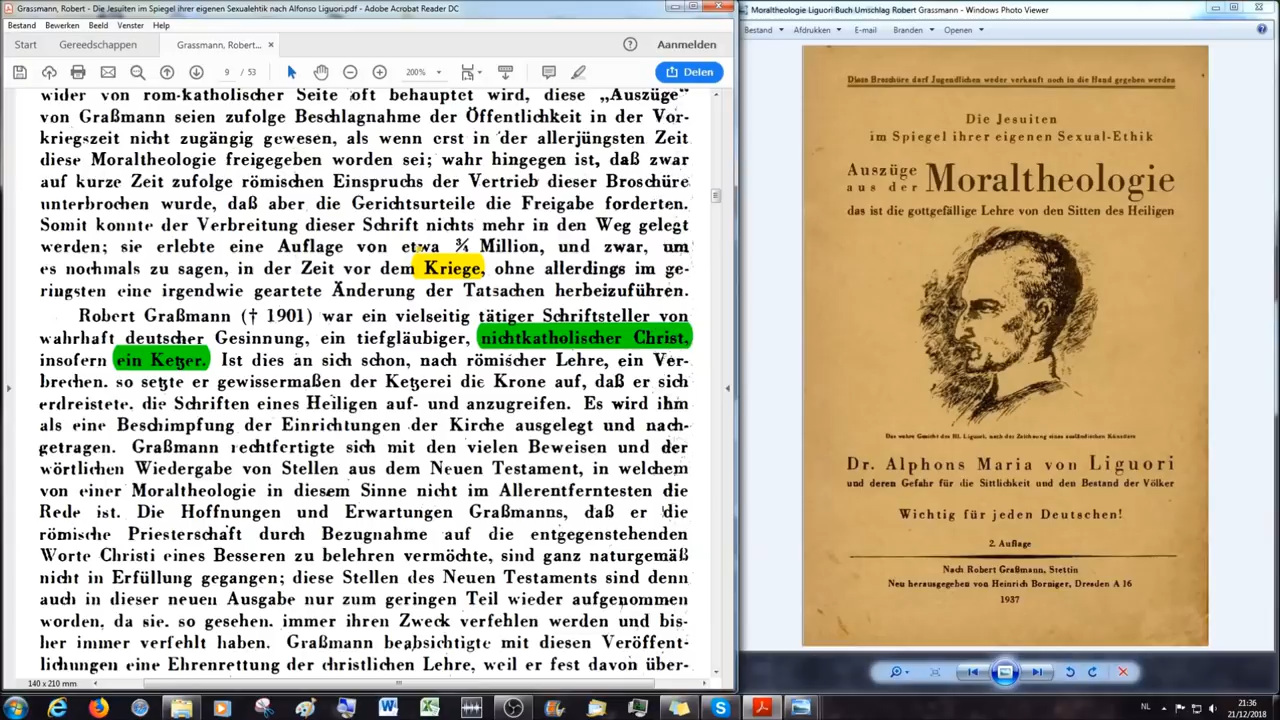 Grassmann, Robert - Die Jesuiten im Spiegel ihrer eigenen Sexualethik nach Alfonso Liguori.pdf - Adobe Acrobat Reader DC
Bestand Bewerken Beeld Venster Help
Start Gereedschappen Grassmann, Robert... × Aanmelden
9 / 53 200% Delen
wider von rom-katholischer Seite oft behauptet wird, diese „Auszüge“
von Graßmann seien zufolge Beschlagnahme der Öffentlichkeit in der Vor-
kriegszeit nicht zugängig gewesen, als wenn erst in der allerjüngsten Zeit
diese Moraltheologie freigegeben worden sei; wahr hingegen ist, daß zwar
auf kurze Zeit zufolge römischen Einspruchs der Vertrieb dieser Broschüre
unterbrochen wurde, daß aber die Gerichtsurteile die Freigabe forderten.
Somit konnte der Verbreitung dieser Schrift nichts mehr in den Weg gelegt
werden; sie erlebte eine Auflage von etwa ¾ Million, und zwar, um
es nochmals zu sagen, in der Zeit vor dem Kriege, ohne allerdings im ge-
ringsten eine irgendwie geartete Änderung der Tatsachen herbeizuführen.
Robert Graßmann († 1901) war ein vielseitig tätiger Schriftsteller von
wahrhaft deutscher Gesinnung, ein tiefgläubiger, nichtkatholischer Christ,
insofern ein Ketzer. Ist dies an sich schon, nach römischer Lehre, ein Ver-
brechen, so setzte er gewissermaßen der Ketzerei die Krone auf, daß er sich
erdreistete, die Schriften eines Heiligen auf- und anzugreifen. Es wird ihm
als eine Beschimpfung der Einrichtungen der Kirche ausgelegt und nach-
getragen. Graßmann rechtfertigte sich mit den vielen Beweisen und der
wörtlichen Wiedergabe von Stellen aus dem Neuen Testament, in welchem
von einer Moraltheologie in diesem Sinne nicht im Allerentferntesten die
Rede ist. Die Hoffnungen und Erwartungen Graßmanns, daß er die
römische Priesterschaft durch Bezugnahme auf die entgegenstehenden
Worte Christi eines Besseren zu belehren vermöchte, sind ganz naturgemäß
nicht in Erfüllung gegangen; diese Stellen des Neuen Testaments sind denn
auch in dieser neuen Ausgabe nur zum geringen Teil wieder aufgenommen
worden, da sie, so gesehen, immer ihren Zweck verfehlen werden und bis-
her immer verfehlt haben. Graßmann beabsichtigte mit diesen Veröffent-
lichungen eine Ehrenrettung der christlichen Lehre, weil er fest davon über-
140 x 210 mm
Moraltheologie Liguori Buch Umschlag Robert Grassmann - Windows Photo Viewer
Bestand Afdrukken E-mail Branden Openen
Diese Broschüre darf Jugendlichen weder verkauft noch in die Hand gegeben werden
Die Jesuiten
im Spiegel ihrer eigenen Sexual-Ethik
Auszüge aus der Moraltheologie
das ist die gottgefällige Lehre von den Sitten des Heiligen
Das wahre Gesicht des Hl. Liguori, nach der Zeichnung eines ausländischen Künstlers
Dr. Alphons Maria von Liguori
und deren Gefahr für die Sittlichkeit und den Bestand der Völker
Wichtig für jeden Deutschen!
2. Auflage
Nach Robert Graßmann, Stettin
Neu herausgegeben von Heinrich Borniger, Dresden A 16
1937
NL 21:36
21/12/2018